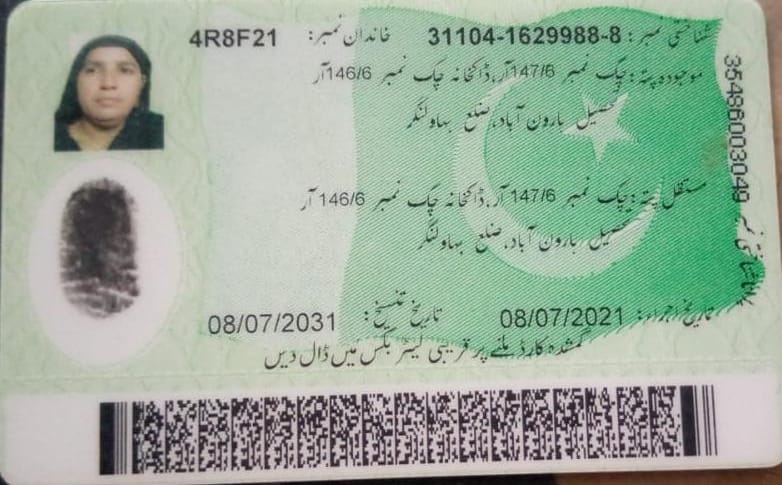 شناختی نمبر: 31104-1629988-8 خاندان نمبر: 4R8F21
موجودہ پتہ: چک نمبر 147/6 آر، ڈاکخانہ چک نمبر 146/6 آر
تحصیل ہارون آباد، ضلع بہاولنگر
مستقل پتہ: چک نمبر 147/6 آر، ڈاکخانہ چک نمبر 146/6 آر
تحصیل ہارون آباد، ضلع بہاولنگر
تاریخ اجراء: 08/07/2021 تاریخ تنسیخ: 08/07/2031
گمشدہ کارڈ ملنے پر قریبی لیٹر بکس میں ڈال دیں
35486003049